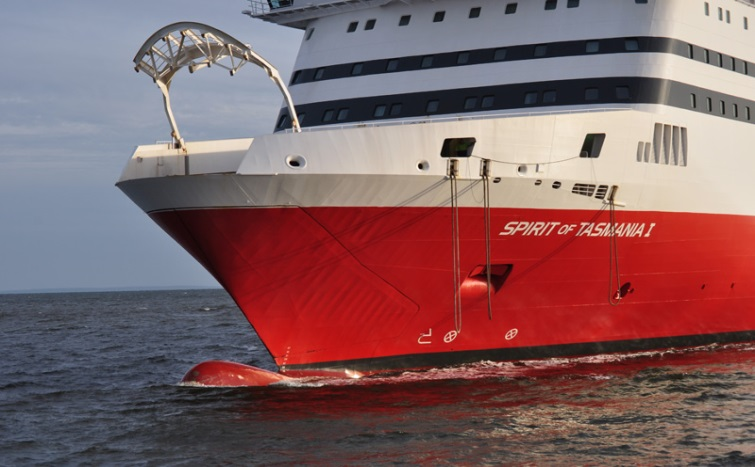 SPIRIT OF TASMANIA I